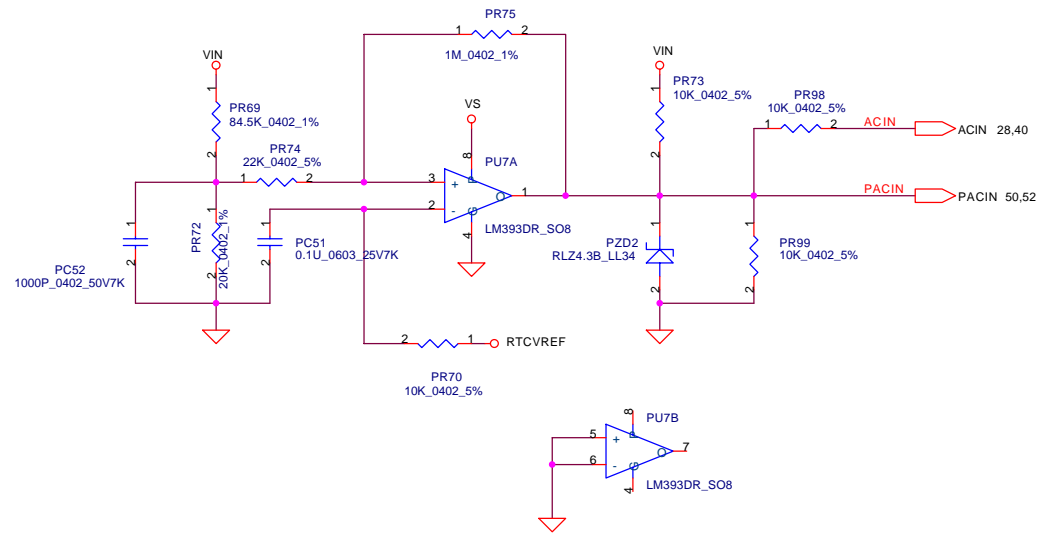 PR75
1 2
1M_0402_1%
VIN
1
PR69
84.5K_0402_1%
2
PR74
22K_0402_5%
1 2
VS
8
PU7A
3 +
2 -
O 1
4
LM393DR_SO8
VIN
1
PR73
10K_0402_5%
2
PR98
10K_0402_5%
1 2
ACIN
ACIN 28,40
PACIN
PACIN 50,52
1
2
PC52
1000P_0402_50V7K
1
PR72
20K_0402_1%
2
1
2
PC51
0.1U_0603_25V7K
1
PZD2
RLZ4.3B_LL34
2
1
PR99
10K_0402_5%
2
2 1
RTCVREF
PR70
10K_0402_5%
8
PU7B
5 +
6 -
O 7
4
LM393DR_SO8